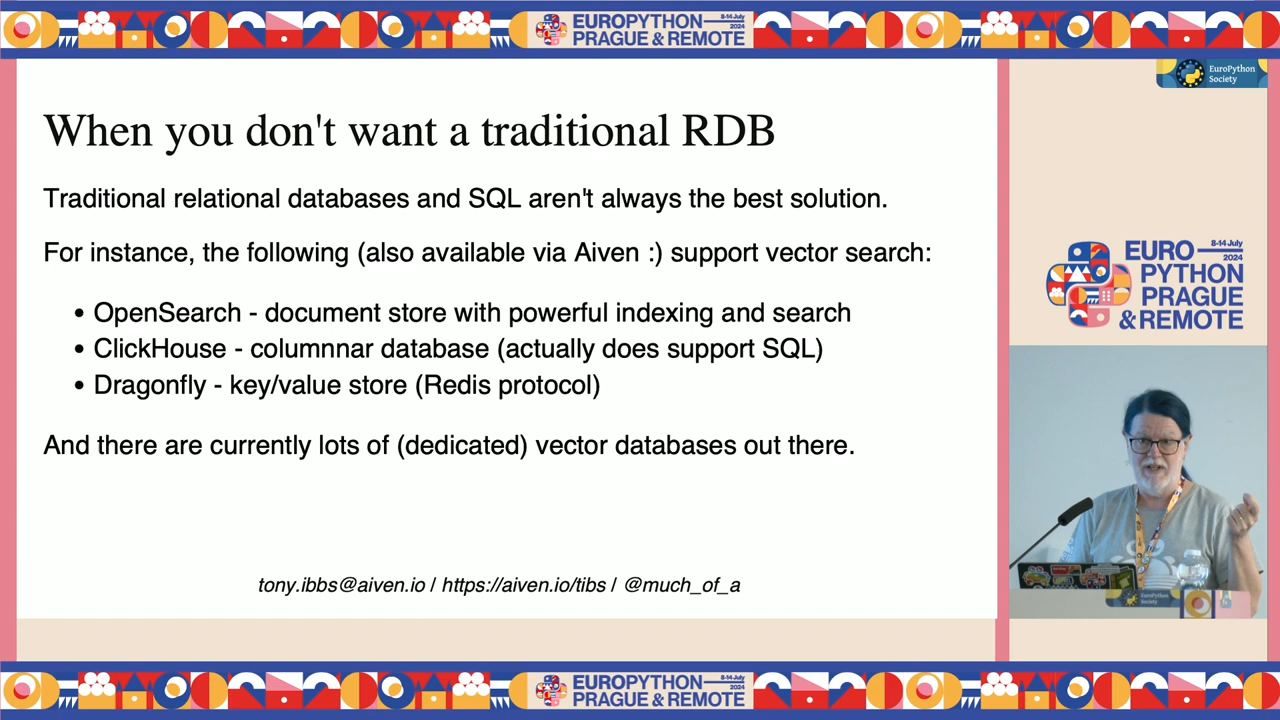 EUROPYTHON
8-14 July
2024
PRAGUE & REMOTE
EuroPython
Society
When you don't want a traditional RDB
Traditional relational databases and SQL aren't always the best solution.
For instance, the following (also available via Aiven :) support vector search:
• OpenSearch - document store with powerful indexing and search
• ClickHouse - columnnar database (actually does support SQL)
• Dragonfly - key/value store (Redis protocol)
And there are currently lots of (dedicated) vector databases out there.
tony.ibbs@aiven.io / https://aiven.io/tibs / @much_of_a
EURO
8-14 July
2024
PYTHON
PRAGUE
& REMOTE
EuroPython
Society
EUROPYTHON
8-14 July
2024
PRAGUE & REMOTE